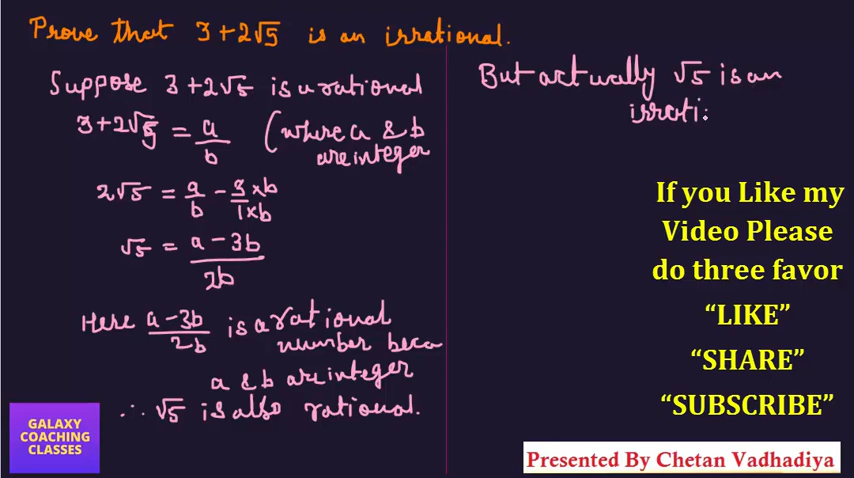 Prove that 3+2√5 is an irrational.
Suppose 3+2√5 is a rational
3+2√5 = a/b (where a & b
are integer
2√5 = a/b - 3/1 ×b/×b
√5 = a-3b/2b
Here a-3b/2b is a rational
number beca
a & b are integer
∴ √5 is also rational.
But actually √5 is an
irrati
If you Like my
Video Please
do three favor
“LIKE”
“SHARE”
“SUBSCRIBE”
GALAXY
COACHING
CLASSES
Presented By Chetan Vadhadiya